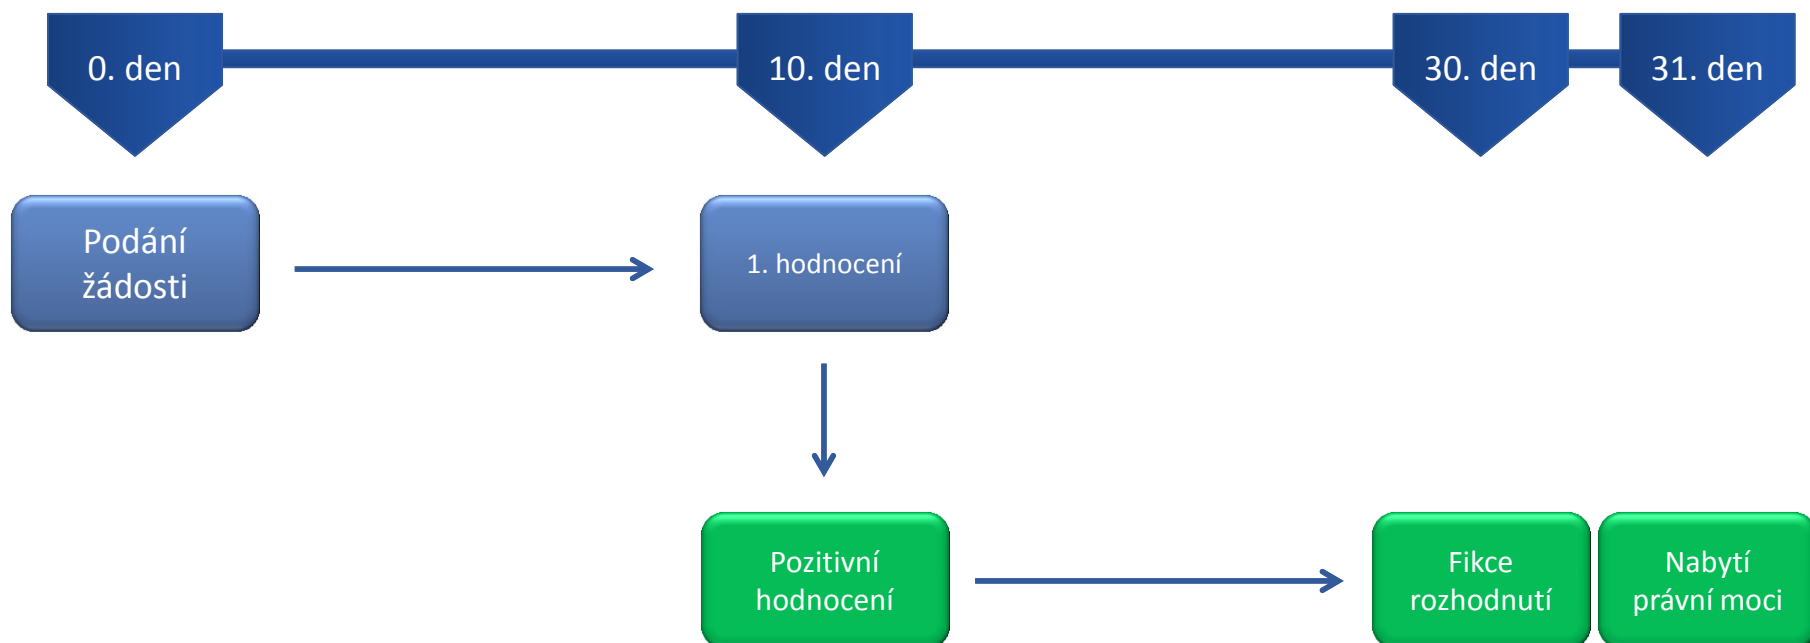 0. den
10. den
30. den
31. den
Podání
žádosti
1. hodnocení
Pozitivní
hodnocení
Fikce
rozhodnutí
Nabytí
právní moci